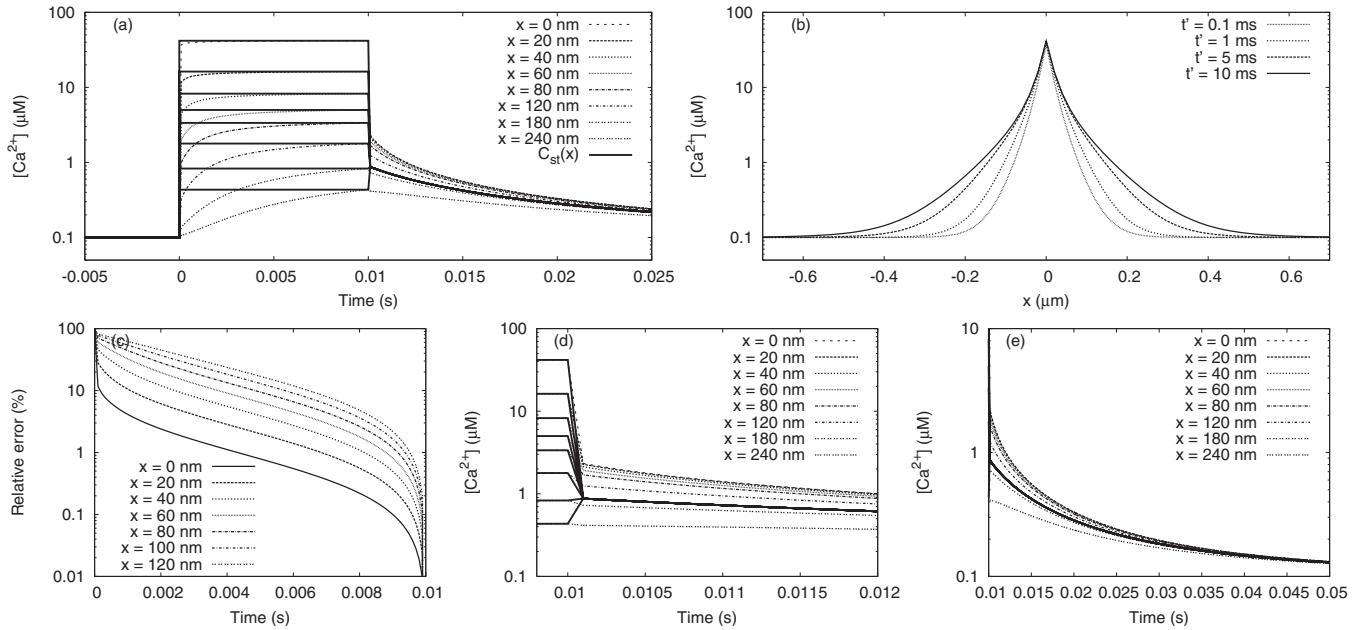 (a)
[Ca2+] (μM)
100
10
1
0.1
x = 0 nm
x = 20 nm
x = 40 nm
x = 60 nm
x = 80 nm
x = 120 nm
x = 180 nm
x = 240 nm
Cst(x)
-0.005 0 0.005 0.01 0.015 0.02 0.025
Time (s)
(b)
[Ca2+] (μM)
100
10
1
0.1
t' = 0.1 ms
t' = 1 ms
t' = 5 ms
t' = 10 ms
-0.6 -0.4 -0.2 0 0.2 0.4 0.6
x (μm)
(c)
Relative error (%)
100
10
1
0.1
0.01
x = 0 nm
x = 20 nm
x = 40 nm
x = 60 nm
x = 80 nm
x = 100 nm
x = 120 nm
0 0.002 0.004 0.006 0.008 0.01
Time (s)
(d)
[Ca2+] (μM)
100
10
1
0.1
x = 0 nm
x = 20 nm
x = 40 nm
x = 60 nm
x = 80 nm
x = 120 nm
x = 180 nm
x = 240 nm
0.01 0.0105 0.011 0.0115 0.012
Time (s)
(e)
[Ca2+] (μM)
10
1
0.1
x = 0 nm
x = 20 nm
x = 40 nm
x = 60 nm
x = 80 nm
x = 120 nm
x = 180 nm
x = 240 nm
0.01 0.015 0.02 0.025 0.03 0.035 0.04 0.045 0.05
Time (s)